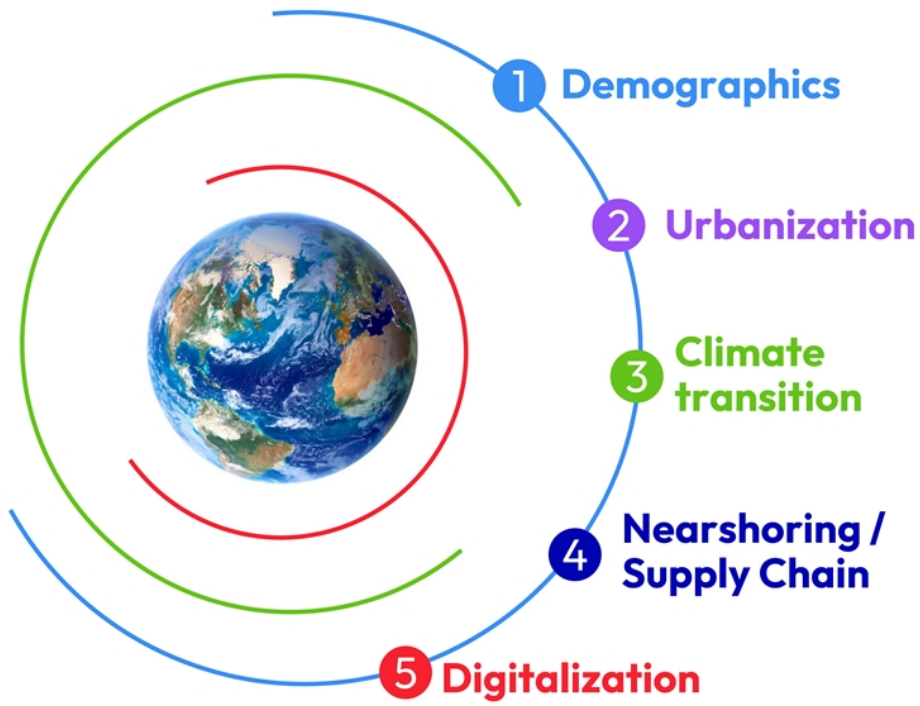 1 Demographics
2 Urbanization
3 Climate
transition
4 Nearshoring /
Supply Chain
5 Digitalization